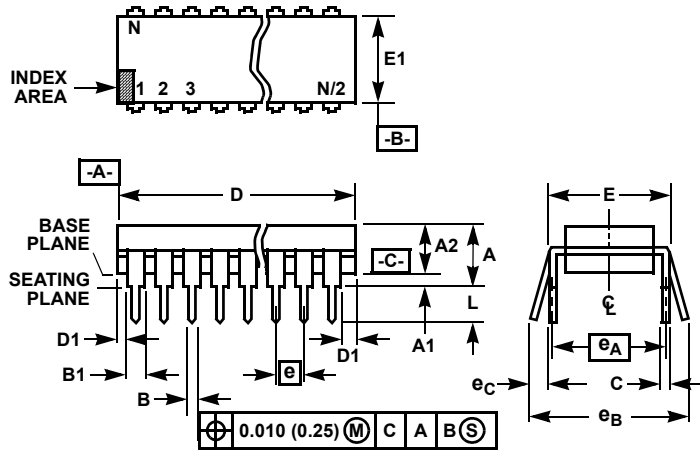 N
E1
INDEX
AREA
1 2 3 N/2
-B-
-A-
D
E
BASE
PLANE
A2
A
-C-
SEATING
PLANE
L
C
L
D1
A1
D1
eA
B1
e
eC
C
B
eB
0.010 (0.25) M C A B S